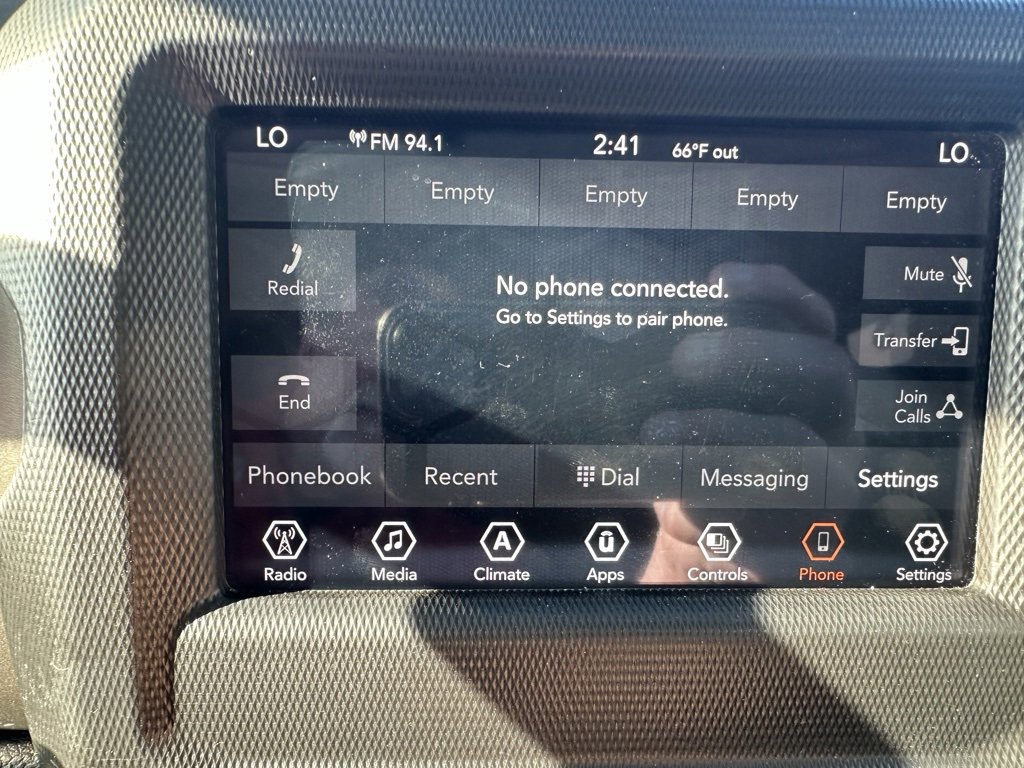 LO FM 94.1 2:41 66°F out LO
Empty Empty Empty Empty Empty
Redial
End
No phone connected.
Go to Settings to pair phone.
Mute
Transfer
Join
Calls
Phonebook Recent Dial Messaging Settings
A ū
Radio Media Climate Apps Controls Phone Settings